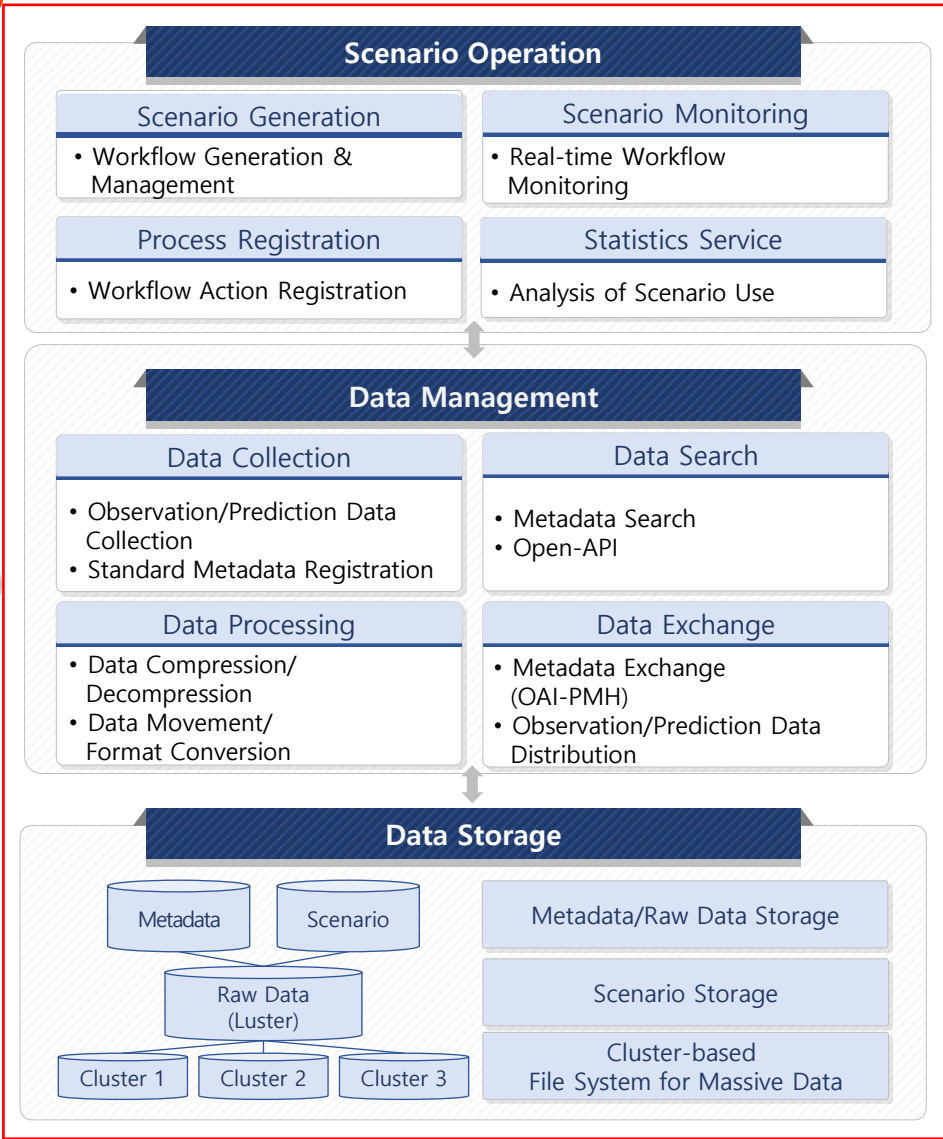 Scenario Operation
Scenario Generation
• Workflow Generation &
Management
Scenario Monitoring
• Real-time Workflow
Monitoring
Process Registration
• Workflow Action Registration
Statistics Service
• Analysis of Scenario Use
Data Management
Data Collection
• Observation/Prediction Data
Collection
• Standard Metadata Registration
Data Search
• Metadata Search
• Open-API
Data Processing
• Data Compression/
Decompression
• Data Movement/
Format Conversion
Data Exchange
• Metadata Exchange
(OAI-PMH)
• Observation/Prediction Data
Distribution
Data Storage
Metadata
Scenario
Raw Data
(Luster)
Cluster 1
Cluster 2
Cluster 3
Metadata/Raw Data Storage
Scenario Storage
Cluster-based
File System for Massive Data